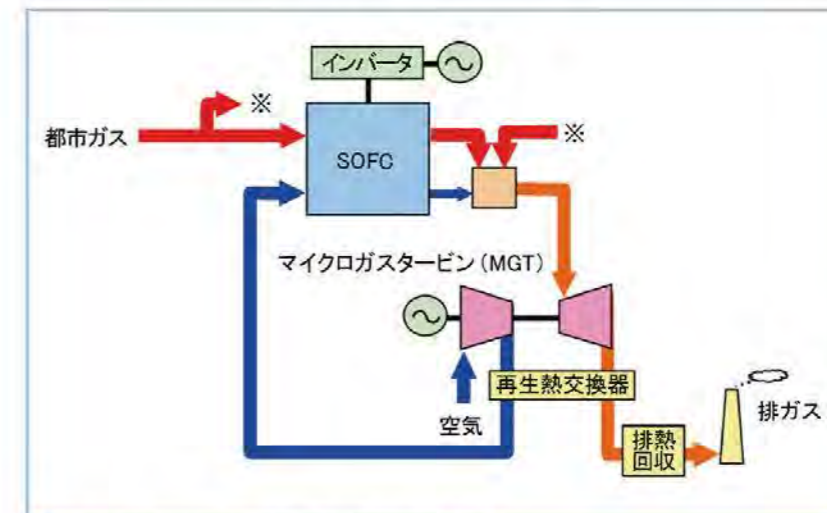 インバータ
※
都市ガス
SOFC
※
マイクロガスタービン(MGT)
再生熱交換器
空気
排ガス
排熱
回収